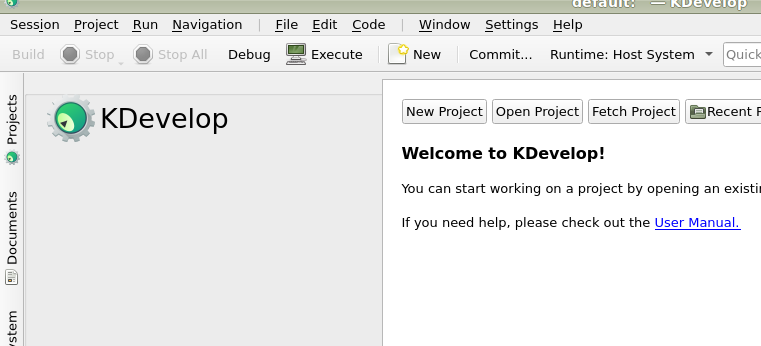 default: — KDevelop
Session Project Run Navigation | File Edit Code | Window Settings Help
Build Stop Stop All Debug Execute New Commit... Runtime: Host System Quick
Projects
Documents
KDevelop
New Project Open Project Fetch Project Recent
Welcome to KDevelop!
You can start working on a project by opening an
If you need help, please check out the User Manual.